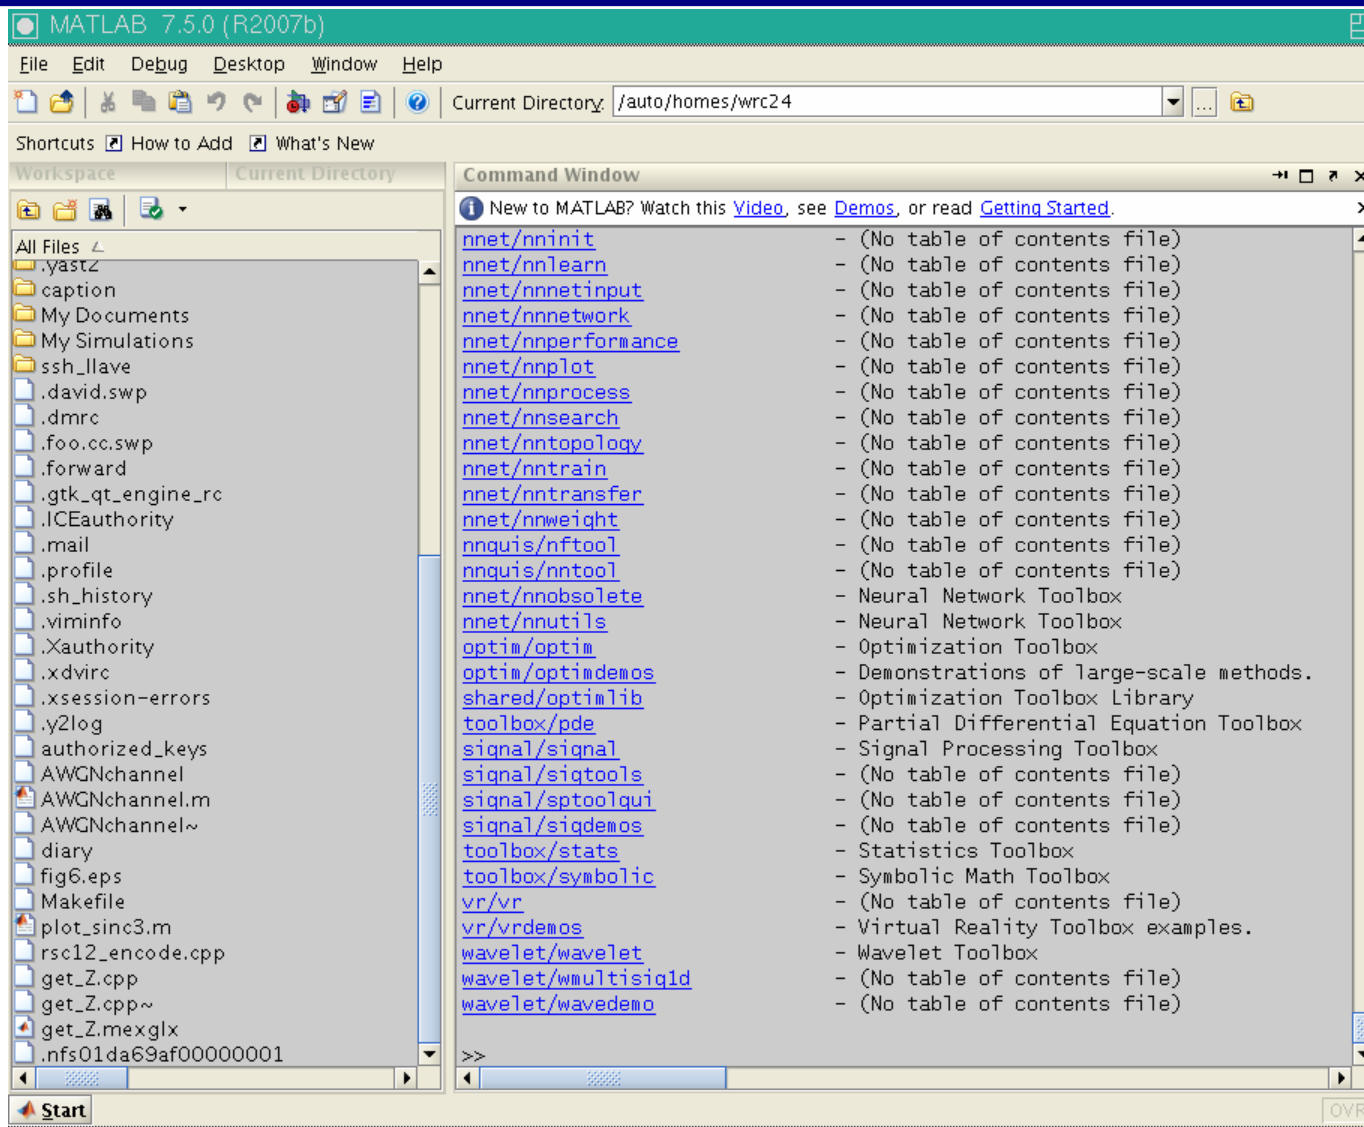 MATLAB 7.5.0 (R2007b)
File Edit Debug Desktop Window Help
Current Directory: /auto/homes/wrc24 ...
Shortcuts How to Add What's New
Workspace Current Directory
All Files
.yast2
caption
My Documents
My Simulations
ssh_llave
.david.swp
.dmrc
.foo.cc.swp
.forward
.gtk_qt_engine_rc
.ICEauthority
.mail
.profile
.sh_history
.viminfo
.Xauthority
.xdvirc
.xsession-errors
.y2log
authorized_keys
AWGNchannel
AWGNchannel.m
AWGNchannel~
diary
fig6.eps
Makefile
plot_sinc3.m
rsc12_encode.cpp
get_Z.cpp
get_Z.cpp~
get_Z.mexglx
.nfs01da69af00000001
Command Window
New to MATLAB? Watch this Video, see Demos, or read Getting Started.
nnet/nninit - (No table of contents file)
nnet/nnlearn - (No table of contents file)
nnet/nnnetinput - (No table of contents file)
nnet/nnnetwork - (No table of contents file)
nnet/nnperformance - (No table of contents file)
nnet/nnplot - (No table of contents file)
nnet/nnprocess - (No table of contents file)
nnet/nnsearch - (No table of contents file)
nnet/nntopology - (No table of contents file)
nnet/nntrain - (No table of contents file)
nnet/nntransfer - (No table of contents file)
nnet/nnweight - (No table of contents file)
nnguis/nftool - (No table of contents file)
nnguis/nntool - (No table of contents file)
nnet/nnobsolete - Neural Network Toolbox
nnet/nnutils - Neural Network Toolbox
optim/optim - Optimization Toolbox
optim/optimdemos - Demonstrations of large-scale methods.
shared/optimlib - Optimization Toolbox Library
toolbox/pde - Partial Differential Equation Toolbox
signal/signal - Signal Processing Toolbox
signal/sigtools - (No table of contents file)
signal/sptoolgui - (No table of contents file)
signal/sigdemos - (No table of contents file)
toolbox/stats - Statistics Toolbox
toolbox/symbolic - Symbolic Math Toolbox
vr/vr - (No table of contents file)
vr/vrdemos - Virtual Reality Toolbox examples.
wavelet/wavelet - Wavelet Toolbox
wavelet/wmultisig1d - (No table of contents file)
wavelet/wavedemo - (No table of contents file)
>>
Start
OVR